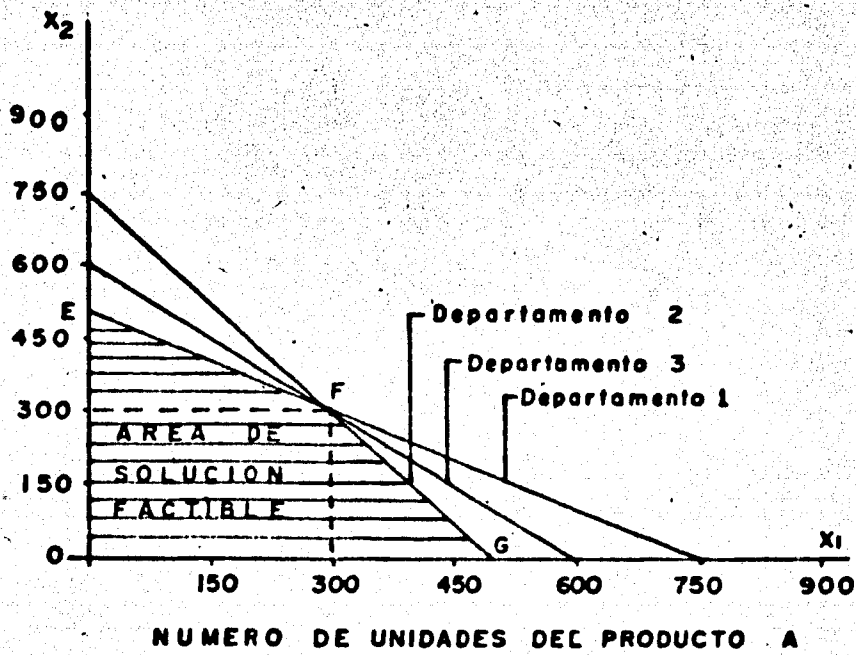 X2
900
750
600
E
450
Departamento 2
Departamento 3
F
Departamento 1
300
AREA DE
150
SOLUCION
FACTIBLE
G
X1
0
150
300
450
600
750
900
NUMERO DE UNIDADES DEL PRODUCTO A